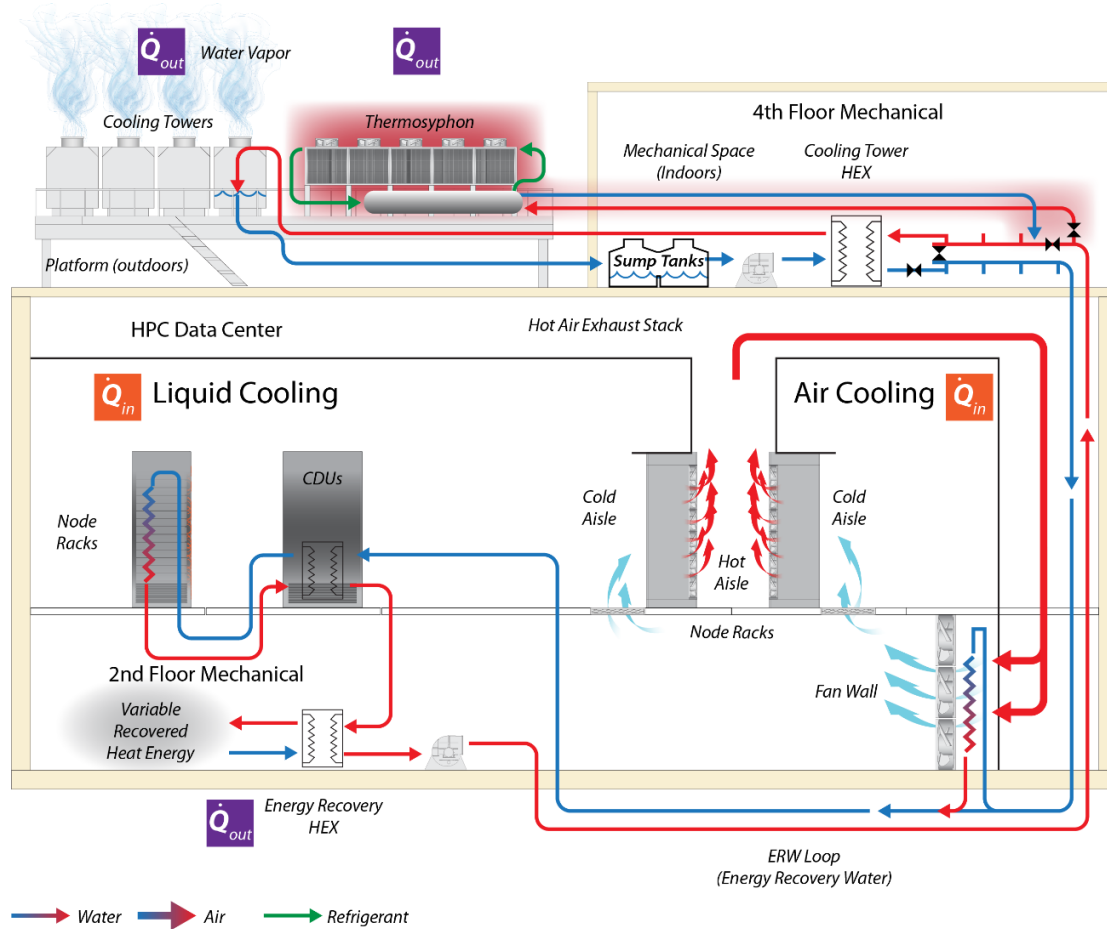 Q̇out
Water Vapor
Q̇out
Cooling Towers
Thermosyphon
4th Floor Mechanical
Mechanical Space
(Indoors)
Cooling Tower
HEX
Platform (outdoors)
Sump Tanks
HPC Data Center
Hot Air Exhaust Stack
Q̇in
Liquid Cooling
Air Cooling
Q̇in
CDUs
Node
Racks
Cold
Aisle
Cold
Aisle
Hot
Aisle
Node Racks
2nd Floor Mechanical
Variable
Recovered
Heat Energy
Fan Wall
Q̇out
Energy Recovery
HEX
ERW Loop
(Energy Recovery Water)
Water
Air
Refrigerant